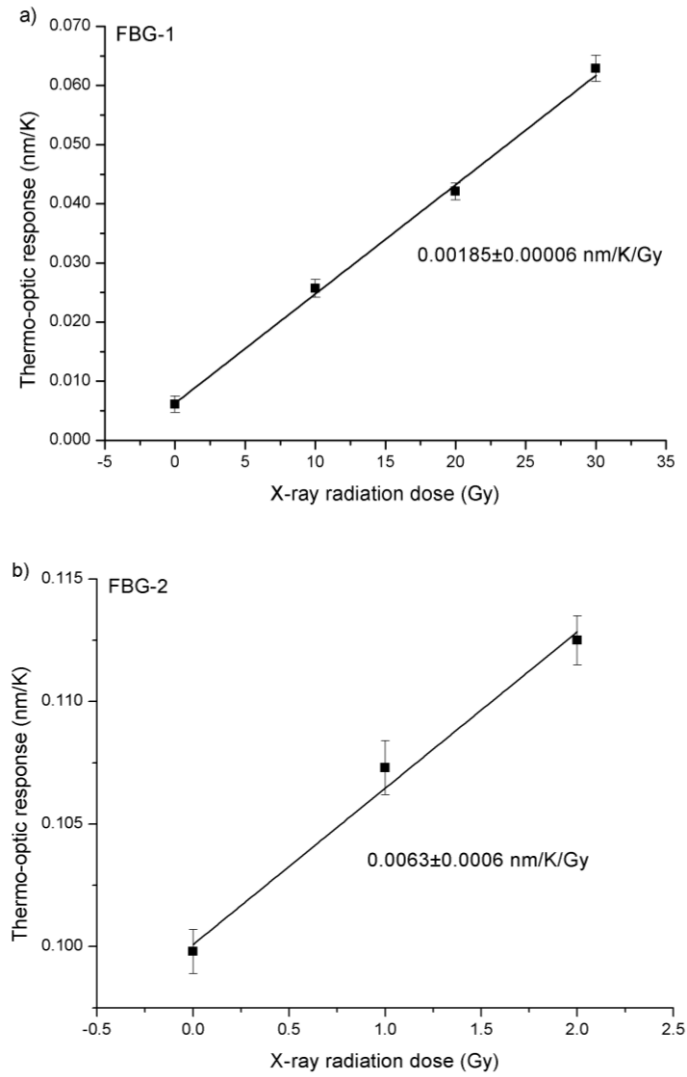 a)
FBG-1
0.070
0.060
0.050
0.040
0.030
0.020
0.010
0.000
Thermo-optic response (nm/K)
0.00185±0.00006 nm/K/Gy
-5 0 5 10 15 20 25 30 35
X-ray radiation dose (Gy)
b)
FBG-2
0.115
0.110
0.105
0.100
Thermo-optic response (nm/K)
0.0063±0.0006 nm/K/Gy
-0.5 0.0 0.5 1.0 1.5 2.0 2.5
X-ray radiation dose (Gy)